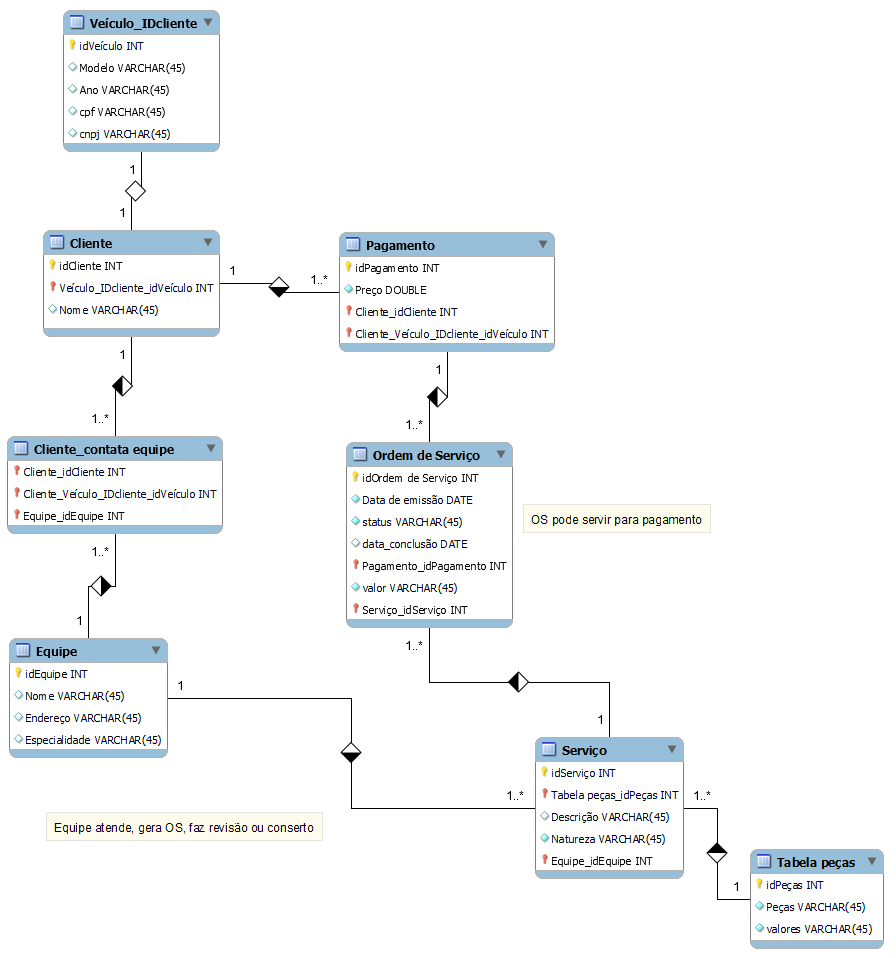 Veículo_IDcliente
idVeículo INT
Modelo VARCHAR(45)
Ano VARCHAR(45)
cpf VARCHAR(45)
cnpj VARCHAR(45)
1
1
Cliente
idCliente INT
Veículo_IDcliente_idVeículo INT
Nome VARCHAR(45)
1
1..*
Pagamento
idPagamento INT
Preço DOUBLE
Cliente_idCliente INT
Cliente_Veículo_IDcliente_idVeículo INT
1
1..*
1
1..*
Cliente_contata equipe
Cliente_idCliente INT
Cliente_Veículo_IDcliente_idVeículo INT
Equipe_idEquipe INT
Ordem de Serviço
idOrdem de Serviço INT
Data de emissão DATE
status VARCHAR(45)
data_conclusão DATE
Pagamento_idPagamento INT
valor VARCHAR(45)
Serviço_idServiço INT
OS pode servir para pagamento
1..*
1
Equipe
idEquipe INT
Nome VARCHAR(45)
Endereço VARCHAR(45)
Especialidade VARCHAR(45)
1
1..*
1..*
1
Serviço
idServiço INT
Tabela peças_idPeças INT
Descrição VARCHAR(45)
Natureza VARCHAR(45)
Equipe_idEquipe INT
Equipe atende, gera OS, faz revisão ou conserto
1..*
1
Tabela peças
idPeças INT
Peças VARCHAR(45)
valores VARCHAR(45)